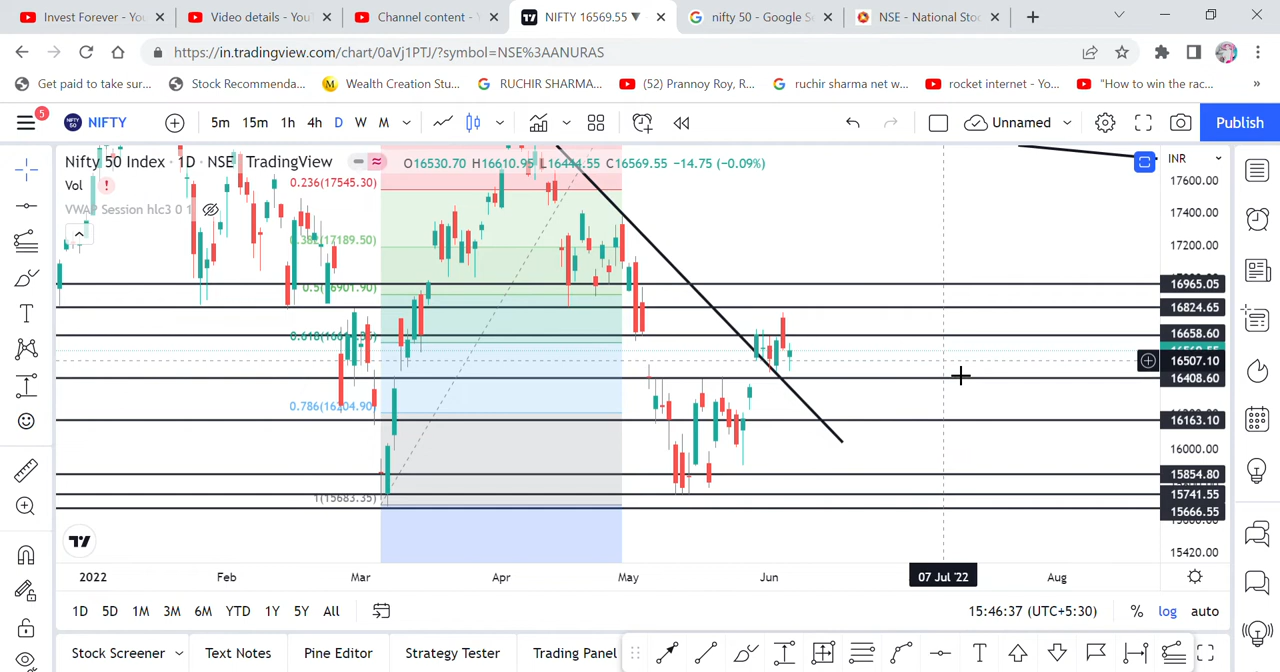 Invest Forever - You
Video details - YouT
Channel content -
NIFTY 16569.55 ▼
nifty 50 - Google S
NSE - National Stoc
https://in.tradingview.com/chart/0aVj1PTJ/?symbol=NSE%3AANURAS
Get paid to take sur...
Stock Recommenda...
Wealth Creation Stu...
RUCHIR SHARMA...
(52) Prannoy Roy, R...
ruchir sharma net w...
rocket internet - Yo...
"How to win the rac...
»
5
NIFTY
5m
15m
1h
4h
D
W
M
Unnamed
Publish
Nifty 50 Index · 1D · NSE TradingView
O16530.70 H16610.95 L16444.55 C16569.55 −14.75 (−0.09%)
INR
Vol
VWAP Session hlc3 0 1
0.236(17545.30)
0.382(17189.50)
0.5(16901.90)
0.786(16204.90)
1(15683.35)
17600.00
17400.00
17200.00
16965.05
16824.65
16658.60
16507.10
16408.60
16163.10
16000.00
15854.80
15741.55
15666.55
15420.00
2022
Feb
Mar
Apr
May
Jun
07 Jul '22
Aug
1D
5D
1M
3M
6M
YTD
1Y
5Y
All
15:46:37 (UTC+5:30)
%
log
auto
Stock Screener
Text Notes
Pine Editor
Strategy Tester
Trading Panel